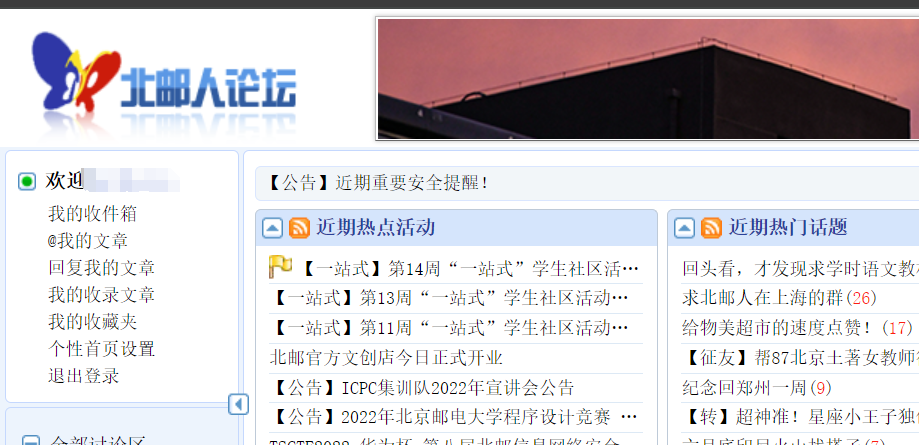 北邮人论坛
欢迎
我的收件箱
@我的文章
回复我的文章
我的收录文章
我的收藏夹
个性首页设置
退出登录
全部讨论区
【公告】近期重要安全提醒！
近期热点活动
【一站式】第14周“一站式”学生社区活…
【一站式】第13周“一站式”学生社区活动…
【一站式】第11周“一站式”学生社区活动…
北邮官方文创店今日正式开业
【公告】ICPC集训队2022年宣讲会公告
【公告】2022年北京邮电大学程序设计竞赛 …
近期热门话题
回头看，才发现求学时语文教
求北邮人在上海的群(26)
给物美超市的速度点赞！(17)
【征友】帮87北京土著女教师
纪念回郑州一周(9)
【转】超神准！星座小王子独